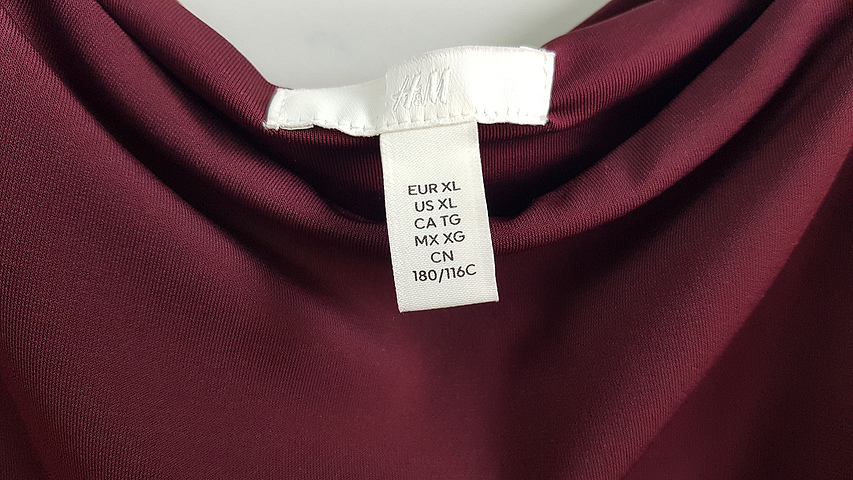 H&M
EUR XL
US XL
CA TG
MX XG
CN
180/116C